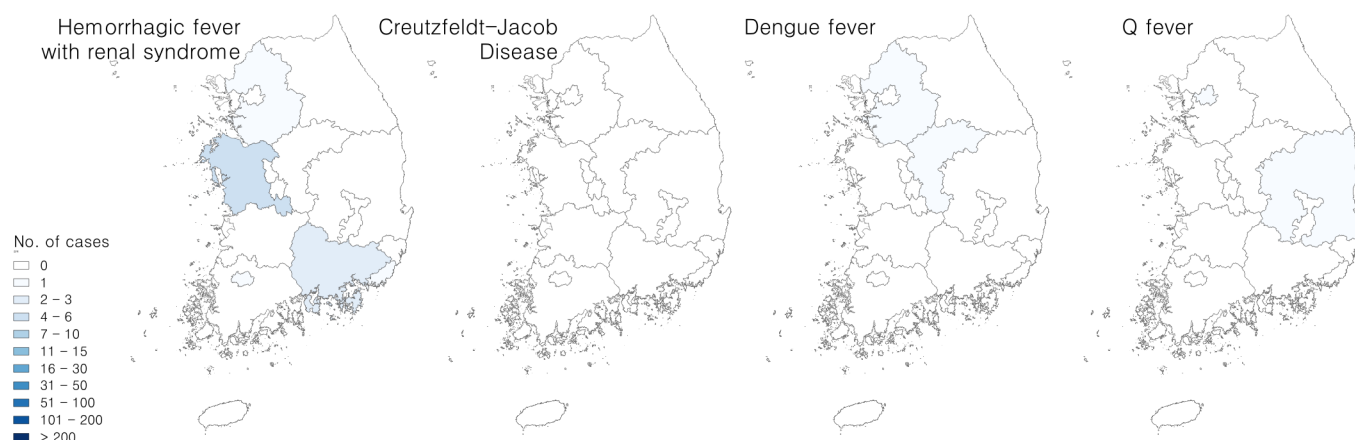 Hemorrhagic fever
with renal syndrome
Creutzfeldt–Jacob
Disease
Dengue fever
Q fever
No. of cases
0
1
2 – 3
4 – 6
7 – 10
11 – 15
16 – 30
31 – 50
51 – 100
101 – 200
> 200